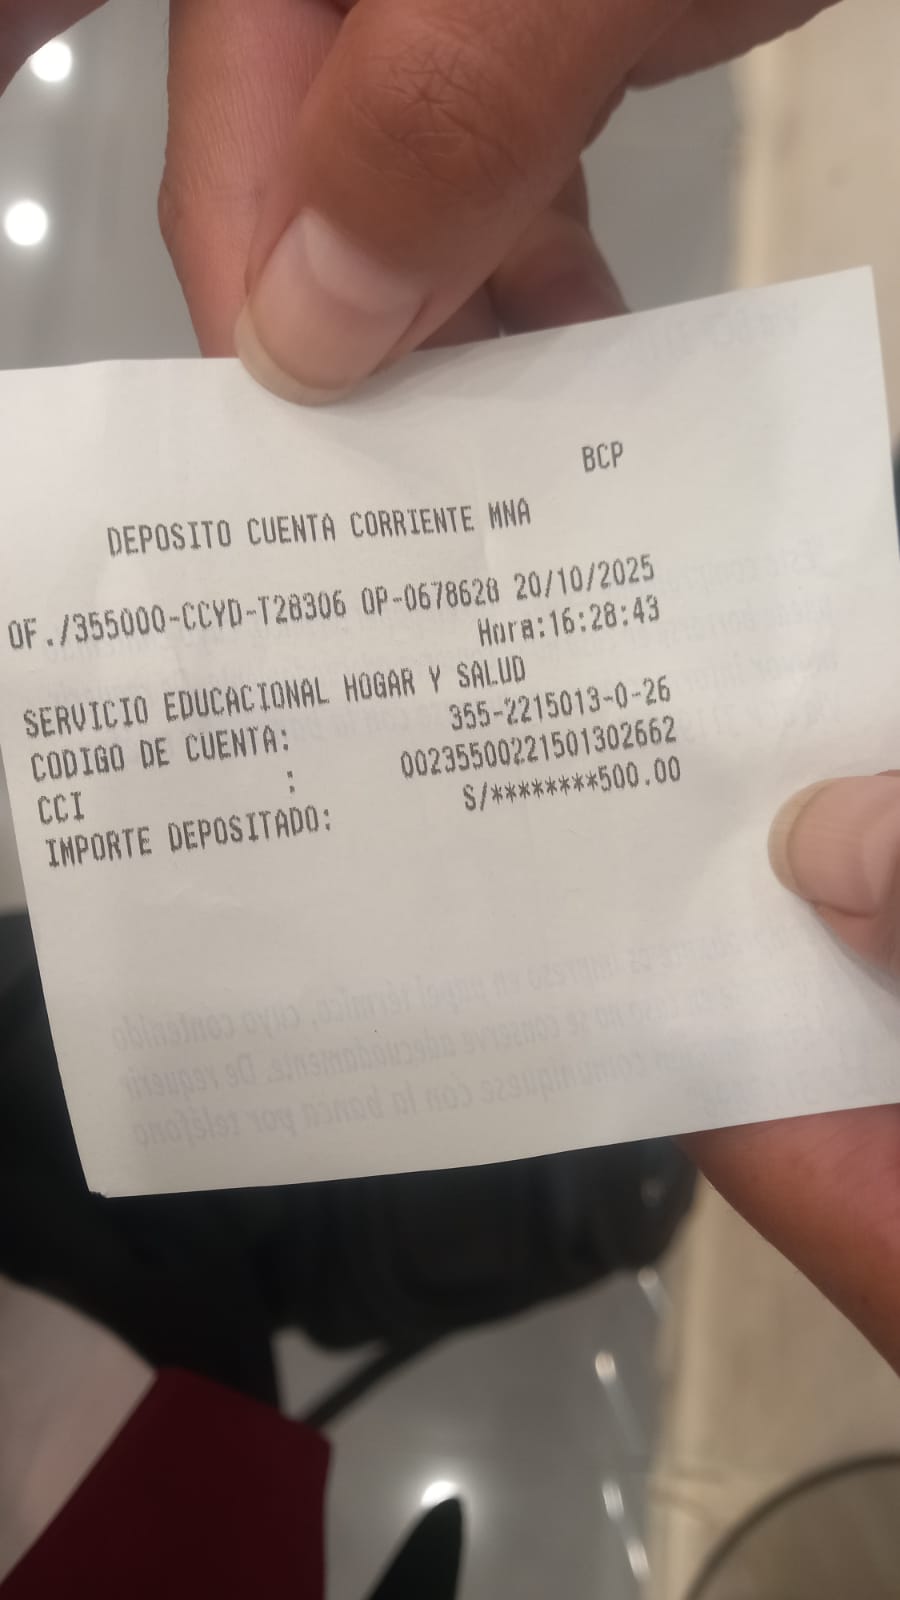 BCP
DEPOSITO CUENTA CORRIENTE MNA
OF./355000-CCYD-T28306 OP-0678628 20/10/2025
Hora:16:28:43
SERVICIO EDUCACIONAL HOGAR Y SALUD
CODIGO DE CUENTA: 355-2215013-0-26
CCI : 00235500221501302662
IMPORTE DEPOSITADO: S/********500.00